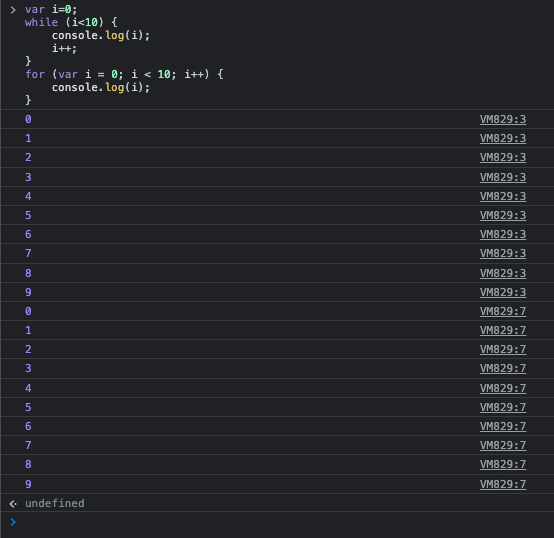 var i=0;
while (i<10) {
    console.log(i);
    i++;
}
for (var i = 0; i < 10; i++) {
    console.log(i);
}
0 VM829:3
1 VM829:3
2 VM829:3
3 VM829:3
4 VM829:3
5 VM829:3
6 VM829:3
7 VM829:3
8 VM829:3
9 VM829:3
0 VM829:7
1 VM829:7
2 VM829:7
3 VM829:7
4 VM829:7
5 VM829:7
6 VM829:7
7 VM829:7
8 VM829:7
9 VM829:7
undefined